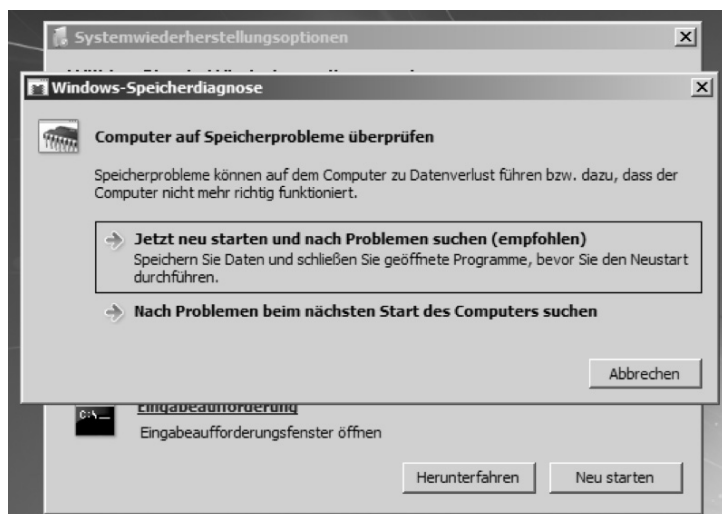 Systemwiederherstellungsoptionen
Windows-Speicherdiagnose
Computer auf Speicherprobleme überprüfen
Speicherprobleme können auf dem Computer zu Datenverlust führen bzw. dazu, dass der
Computer nicht mehr richtig funktioniert.
Jetzt neu starten und nach Problemen suchen (empfohlen)
Speichern Sie Daten und schließen Sie geöffnete Programme, bevor Sie den Neustart
durchführen.
Nach Problemen beim nächsten Start des Computers suchen
Abbrechen
C:\_
Eingabeaufforderung
Eingabeaufforderungsfenster öffnen
Herunterfahren
Neu starten